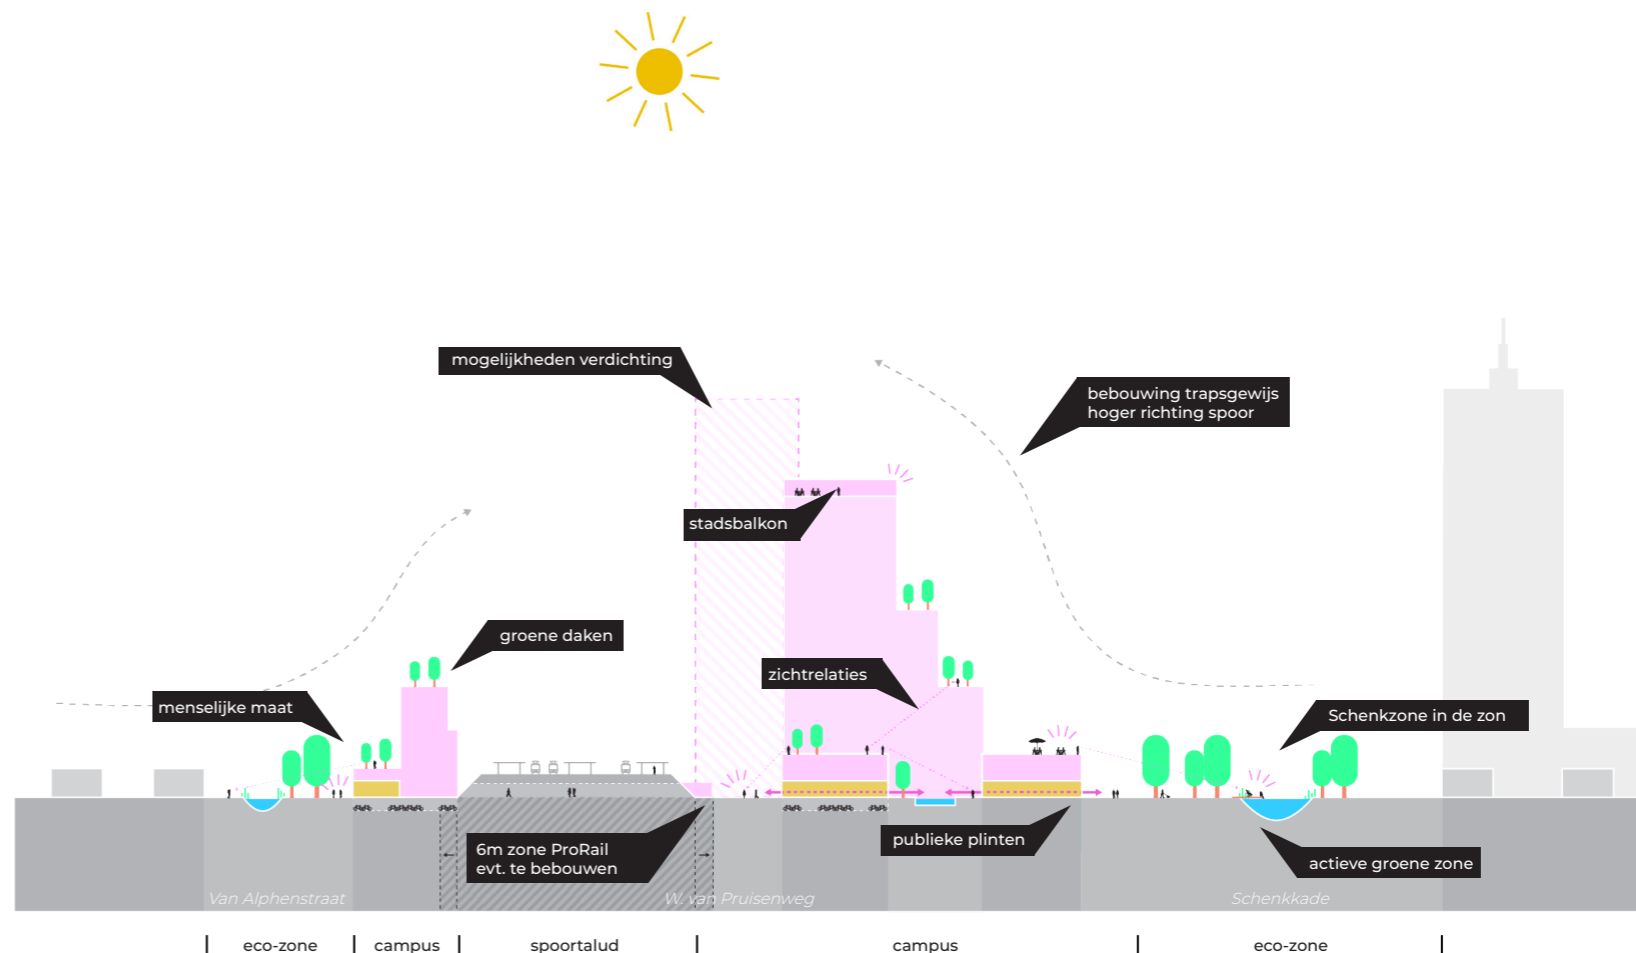 mogelijkheden verdichting
bebouwing trapsgewijs
hoger richting spoor
stadsbalkon
groene daken
zichtrelaties
menselijke maat
Schenkzone in de zon
6m zone ProRail
evt. te bebouwen
publieke plinten
actieve groene zone
Van Alphenstraat
W. van Pruisenweg
Schenkkade
eco-zone
campus
spoortalud
campus
eco-zone